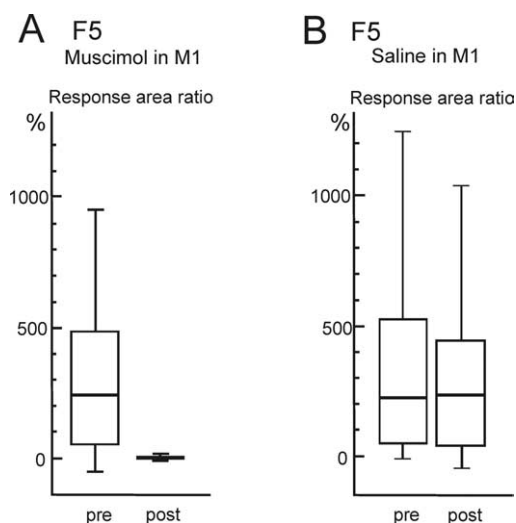 A F5
Muscimol in M1
Response area ratio
%
1000
500
0
pre post
B F5
Saline in M1
Response area ratio
%
1000
500
0
pre post